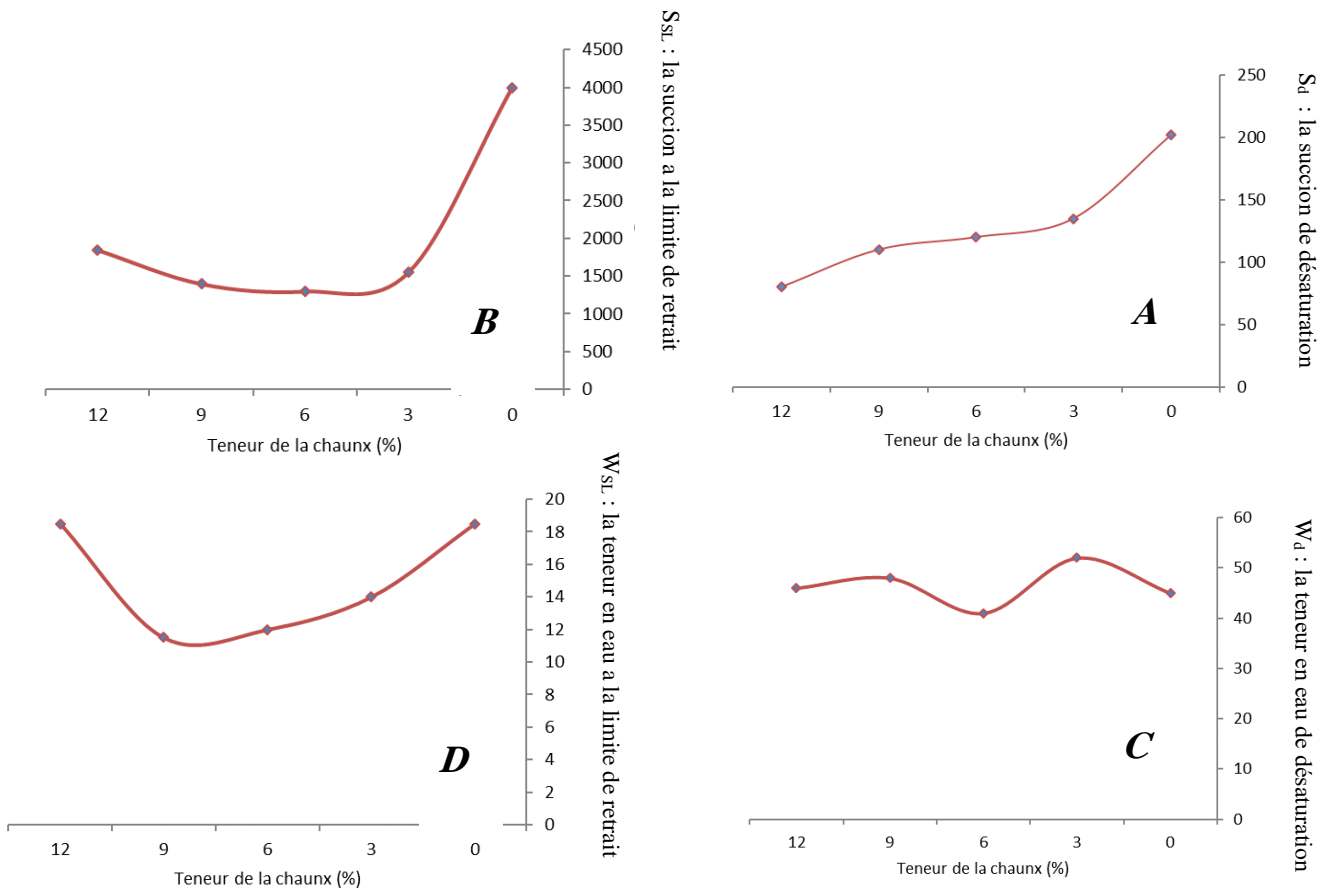 4500
4000
3500
3000
2500
2000
1500
1000
500
0
12 9 6 3 0
Teneur de la chaunx (%)
S_SL : la succion a la limite de retrait
B
250
200
150
100
50
0
12 9 6 3 0
Teneur de la chaunx (%)
S_d : la succion de désaturation
A
20
18
16
14
12
10
8
6
4
2
0
12 9 6 3 0
Teneur de la chaunx (%)
W_SL : la teneur en eau a la limite de retrait
D
60
50
40
30
20
10
0
12 9 6 3 0
Teneur de la chaunx (%)
W_d : la teneur en eau de désaturation
C